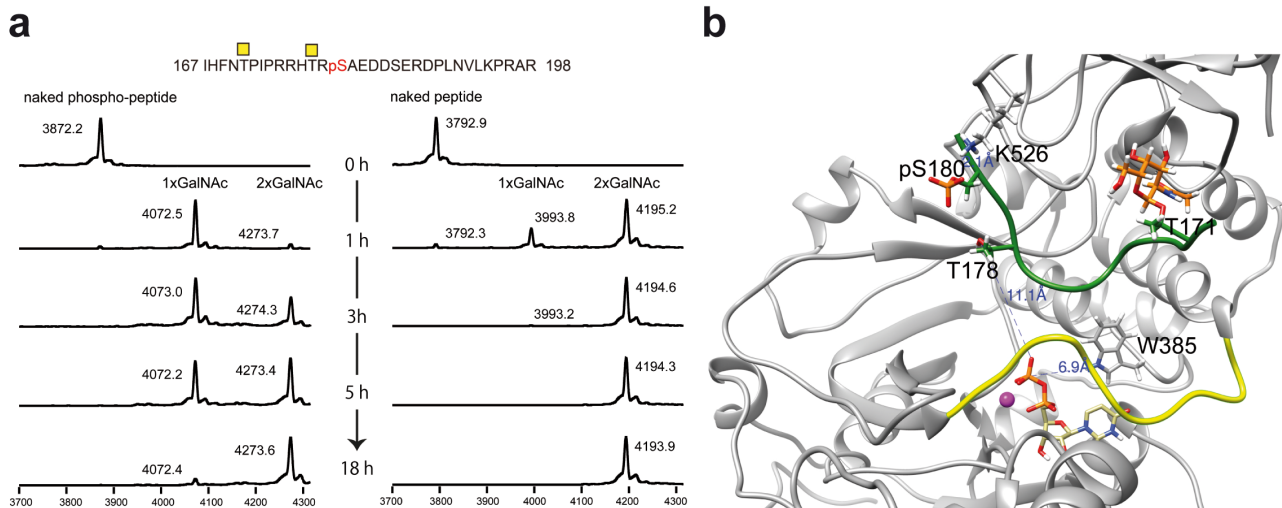 a
167 IHFNTPIPRRHTRpSAEDDSERDPLNVLKPRAR 198
naked phospho-peptide
3872.2
naked peptide
3792.9
0 h
1xGalNAc
2xGalNAc
1xGalNAc
2xGalNAc
4072.5
4273.7
1 h
3792.3
3993.8
4195.2
4073.0
4274.3
3h
3993.2
4194.6
4072.2
4273.4
5 h
4194.3
4072.4
4273.6
18 h
4193.9
3700 3800 3900 4000 4100 4200 4300
3700 3800 3900 4000 4100 4200 4300
b
K526
pS180
T171
T178
11.1Å
W385
6.9Å